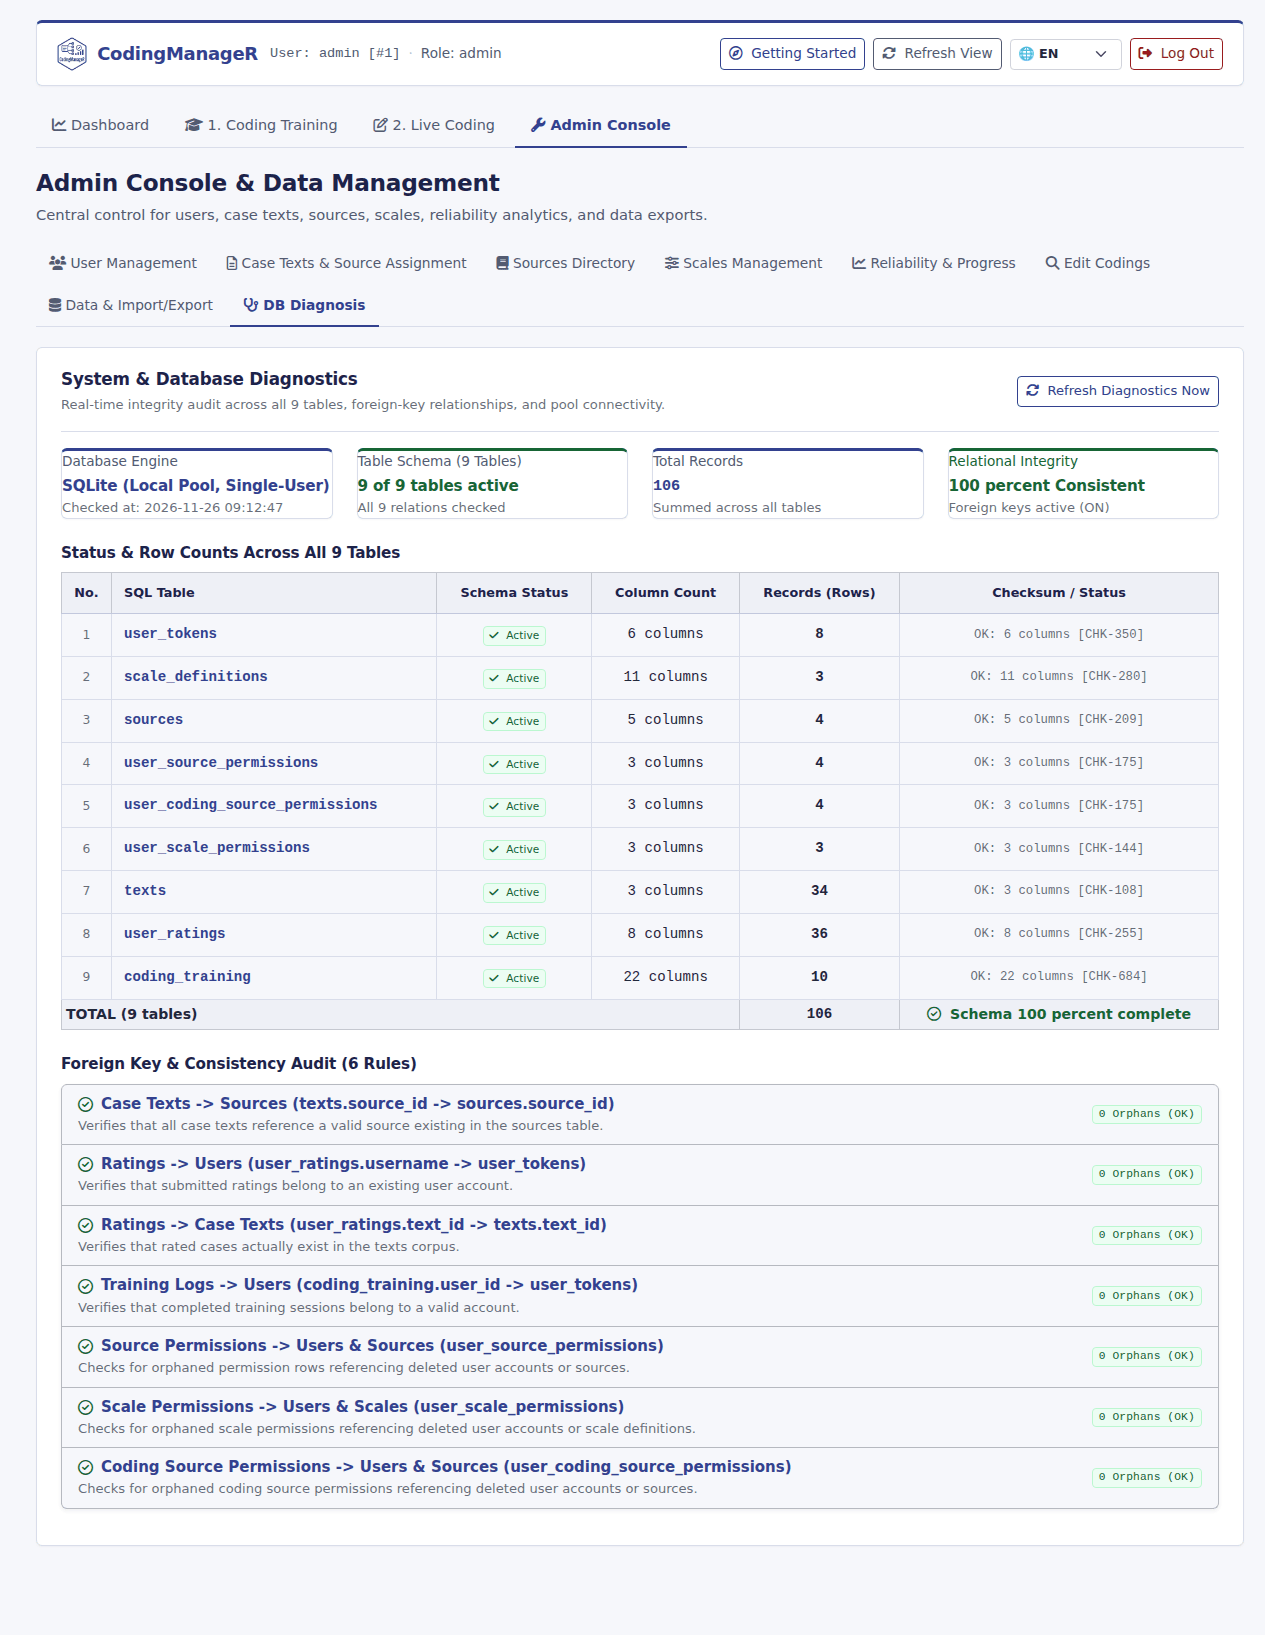 CodingManageR
CodingManageR User: admin [#1] · Role: admin
Getting Started
Refresh View
🌐 EN
Log Out
Dashboard
1. Coding Training
2. Live Coding
Admin Console
Admin Console & Data Management
Central control for users, case texts, sources, scales, reliability analytics, and data exports.
User Management
Case Texts & Source Assignment
Sources Directory
Scales Management
Reliability & Progress
Edit Codings
Data & Import/Export
DB Diagnosis
System & Database Diagnostics
Real-time integrity audit across all 9 tables, foreign-key relationships, and pool connectivity.
Refresh Diagnostics Now
Database Engine
SQLite (Local Pool, Single-User)
Checked at: 2026-11-26 09:12:47
Table Schema (9 Tables)
9 of 9 tables active
All 9 relations checked
Total Records
106
Summed across all tables
Relational Integrity
100 percent Consistent
Foreign keys active (ON)
Status & Row Counts Across All 9 Tables
No. SQL Table Schema Status Column Count Records (Rows) Checksum / Status
1 user_tokens Active 6 columns 8 OK: 6 columns [CHK-350]
2 scale_definitions Active 11 columns 3 OK: 11 columns [CHK-280]
3 sources Active 5 columns 4 OK: 5 columns [CHK-209]
4 user_source_permissions Active 3 columns 4 OK: 3 columns [CHK-175]
5 user_coding_source_permissions Active 3 columns 4 OK: 3 columns [CHK-175]
6 user_scale_permissions Active 3 columns 3 OK: 3 columns [CHK-144]
7 texts Active 3 columns 34 OK: 3 columns [CHK-108]
8 user_ratings Active 8 columns 36 OK: 8 columns [CHK-255]
9 coding_training Active 22 columns 10 OK: 22 columns [CHK-684]
TOTAL (9 tables) 106 Schema 100 percent complete
Foreign Key & Consistency Audit (6 Rules)
Case Texts -> Sources (texts.source_id -> sources.source_id)
Verifies that all case texts reference a valid source existing in the sources table.
0 Orphans (OK)
Ratings -> Users (user_ratings.username -> user_tokens)
Verifies that submitted ratings belong to an existing user account.
0 Orphans (OK)
Ratings -> Case Texts (user_ratings.text_id -> texts.text_id)
Verifies that rated cases actually exist in the texts corpus.
0 Orphans (OK)
Training Logs -> Users (coding_training.user_id -> user_tokens)
Verifies that completed training sessions belong to a valid account.
0 Orphans (OK)
Source Permissions -> Users & Sources (user_source_permissions)
Checks for orphaned permission rows referencing deleted user accounts or sources.
0 Orphans (OK)
Scale Permissions -> Users & Scales (user_scale_permissions)
Checks for orphaned scale permissions referencing deleted user accounts or scale definitions.
0 Orphans (OK)
Coding Source Permissions -> Users & Sources (user_coding_source_permissions)
Checks for orphaned coding source permissions referencing deleted user accounts or sources.
0 Orphans (OK)